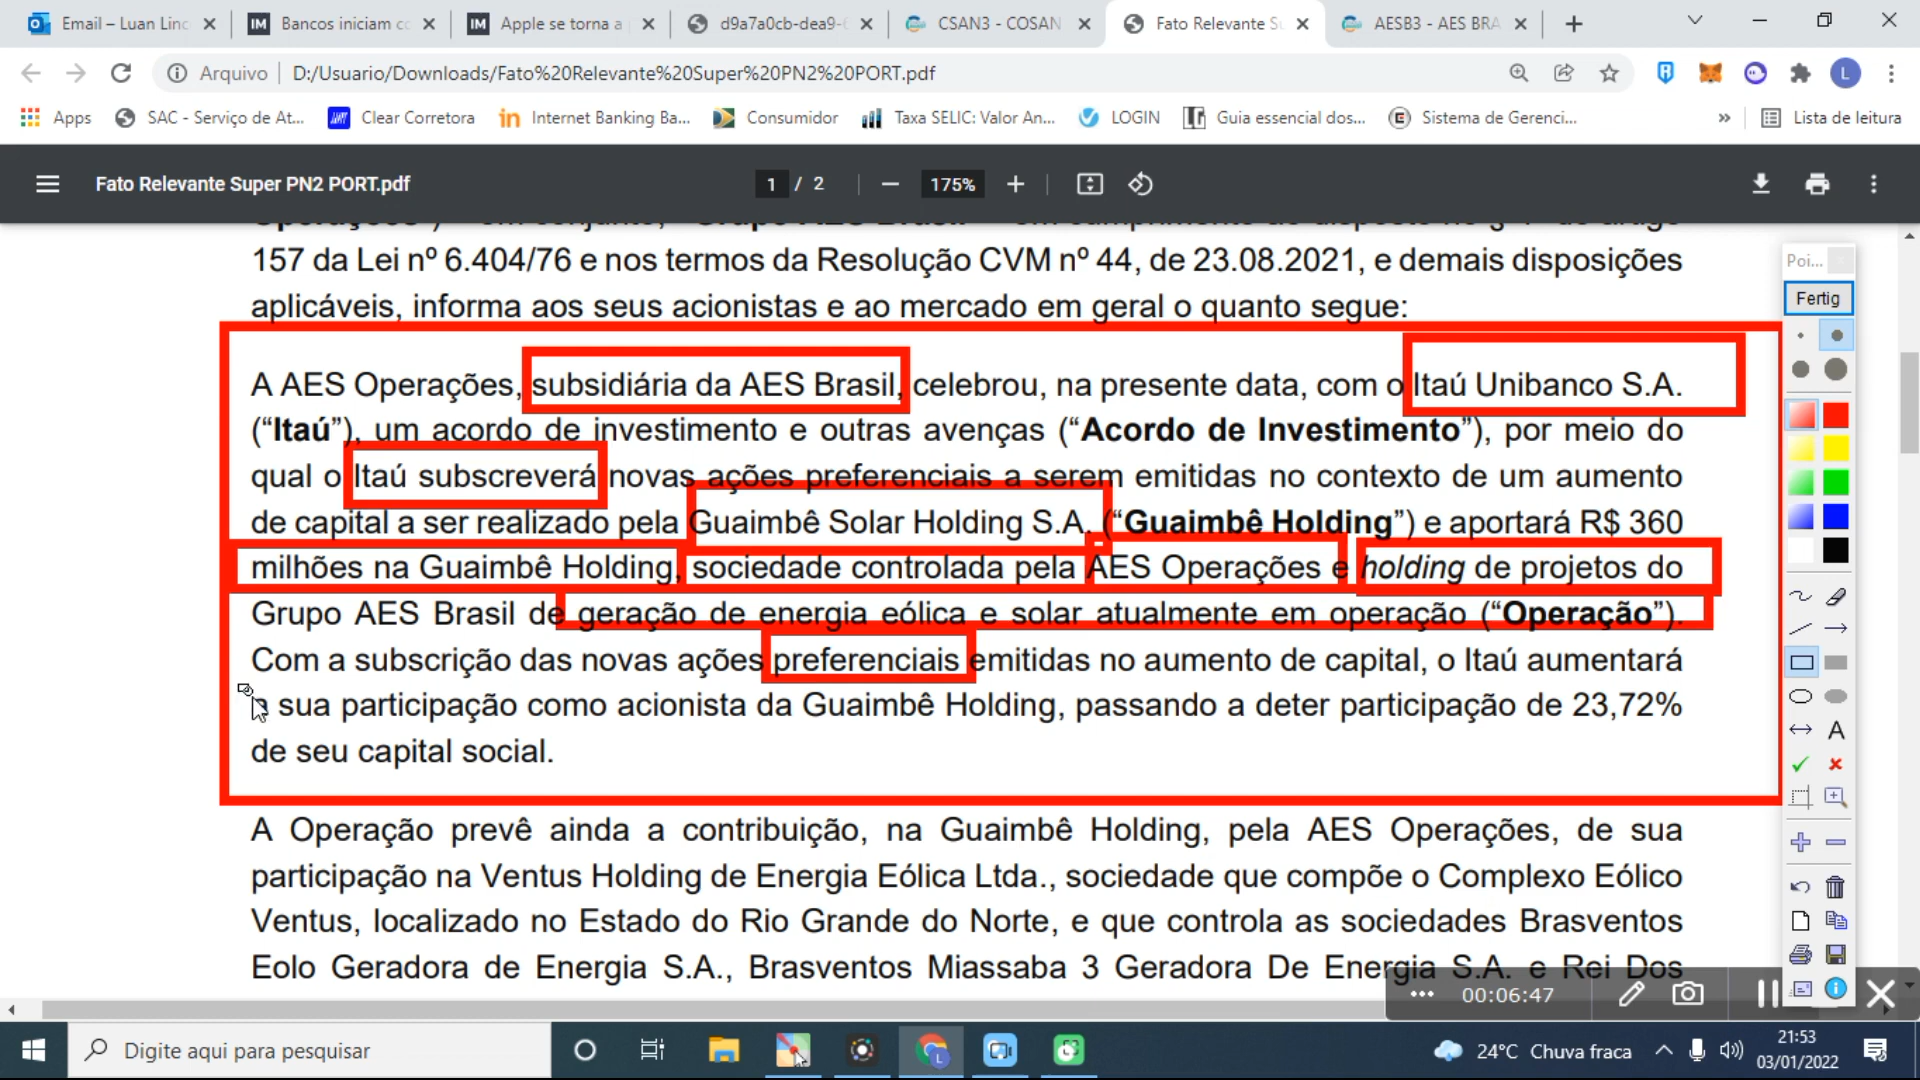 Email – Luan Linc
Bancos iniciam co
Apple se torna a
d9a7a0cb-dea9-
CSAN3 - COSAN
Fato Relevante Su
AESB3 - AES BRA
Arquivo
D:/Usuario/Downloads/Fato%20Relevante%20Super%20PN2%20PORT.pdf
L
Apps
SAC - Serviço de At...
Clear Corretora
Internet Banking Ba...
Consumidor
Taxa SELIC: Valor An...
LOGIN
Guia essencial dos...
Sistema de Gerenci...
»
Lista de leitura
Fato Relevante Super PN2 PORT.pdf
1 / 2
175%
157 da Lei nº 6.404/76 e nos termos da Resolução CVM nº 44, de 23.08.2021, e demais disposições
aplicáveis, informa aos seus acionistas e ao mercado em geral o quanto segue:
A AES Operações, subsidiária da AES Brasil, celebrou, na presente data, com o Itaú Unibanco S.A.
(“Itaú”), um acordo de investimento e outras avenças (“Acordo de Investimento”), por meio do
qual o Itaú subscreverá novas ações preferenciais a serem emitidas no contexto de um aumento
de capital a ser realizado pela Guaimbê Solar Holding S.A. (“Guaimbê Holding”) e aportará R$ 360
milhões na Guaimbê Holding, sociedade controlada pela AES Operações e holding de projetos do
Grupo AES Brasil de geração de energia eólica e solar atualmente em operação (“Operação”).
Com a subscrição das novas ações preferenciais emitidas no aumento de capital, o Itaú aumentará
a sua participação como acionista da Guaimbê Holding, passando a deter participação de 23,72%
de seu capital social.
A Operação prevê ainda a contribuição, na Guaimbê Holding, pela AES Operações, de sua
participação na Ventus Holding de Energia Eólica Ltda., sociedade que compõe o Complexo Eólico
Ventus, localizado no Estado do Rio Grande do Norte, e que controla as sociedades Brasventos
Eolo Geradora de Energia S.A., Brasventos Miassaba 3 Geradora De Energia S.A. e Rei Dos
Poi...
Fertig
A
00:06:47
Digite aqui para pesquisar
24°C Chuva fraca
21:53
03/01/2022